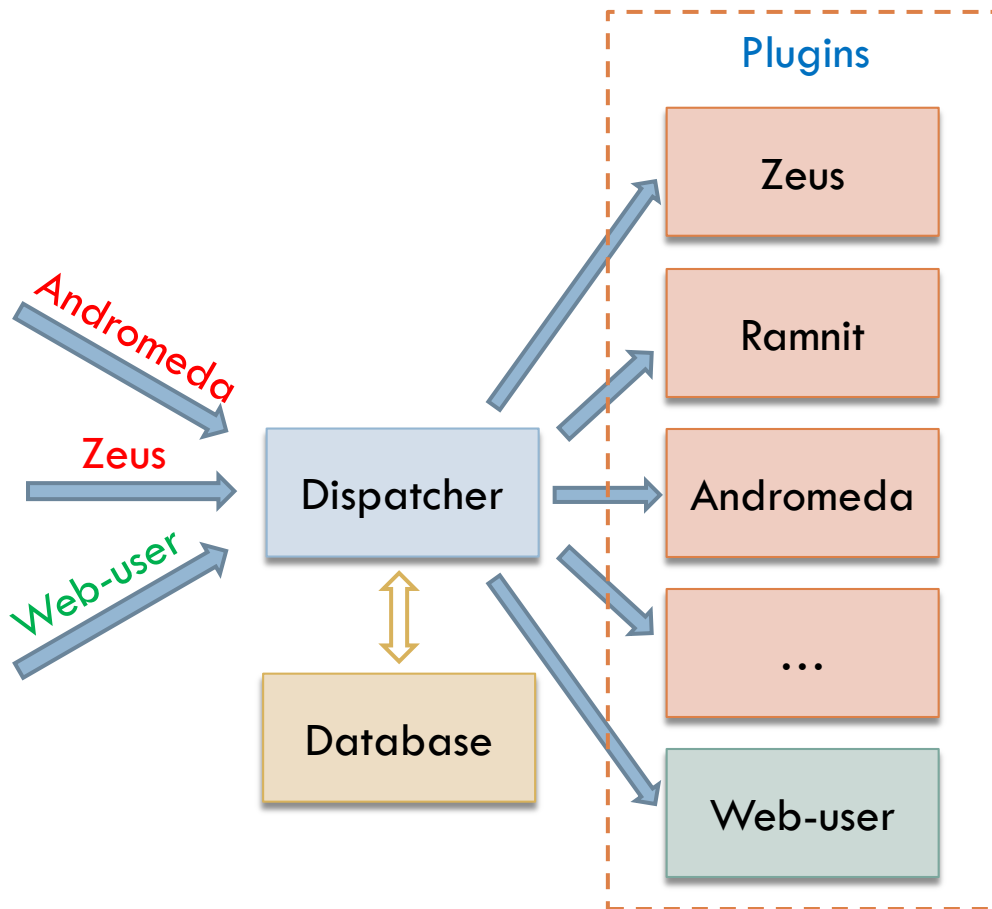 Plugins
Zeus
Ramnit
Andromeda
...
Web-user
Andromeda
Zeus
Web-user
Dispatcher
Database